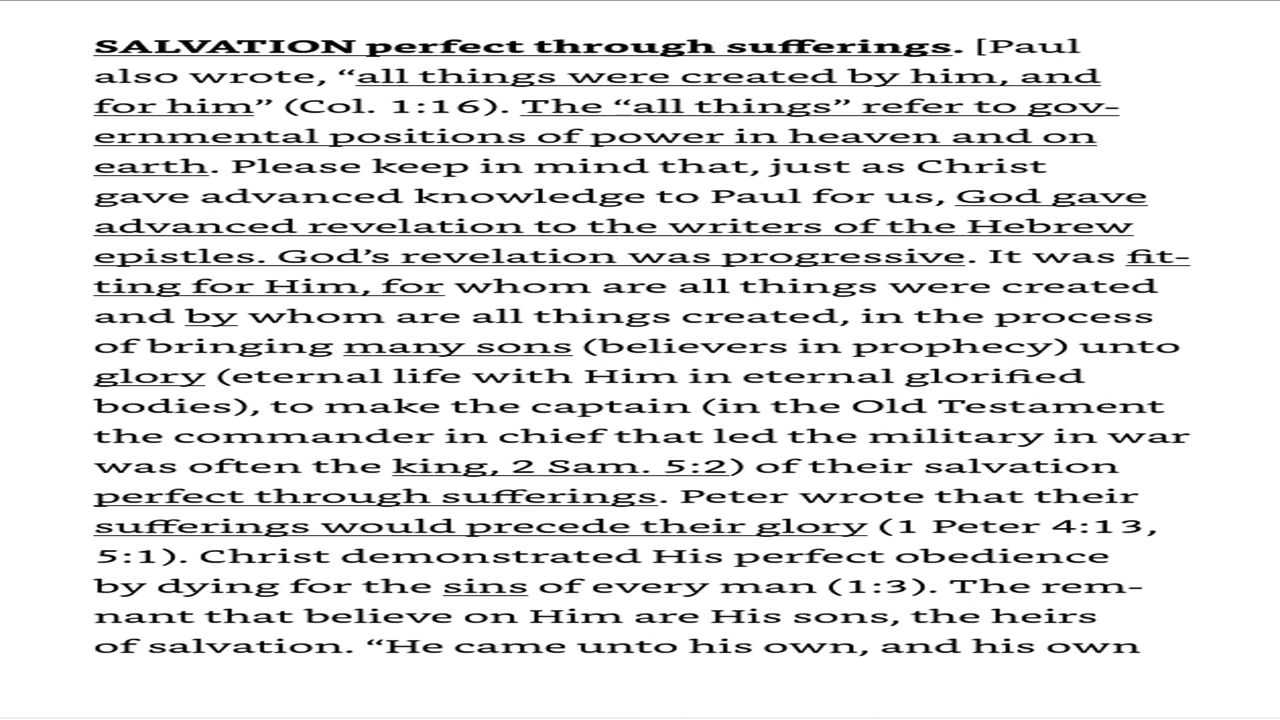 SALVATION perfect through sufferings. [Paul
also wrote, “all things were created by him, and
for him” (Col. 1:16). The “all things” refer to gov-
ernmental positions of power in heaven and on
earth. Please keep in mind that, just as Christ
gave advanced knowledge to Paul for us, God gave
advanced revelation to the writers of the Hebrew
epistles. God’s revelation was progressive. It was fit-
ting for Him, for whom are all things were created
and by whom are all things created, in the process
of bringing many sons (believers in prophecy) unto
glory (eternal life with Him in eternal glorified
bodies), to make the captain (in the Old Testament
the commander in chief that led the military in war
was often the king, 2 Sam. 5:2) of their salvation
perfect through sufferings. Peter wrote that their
sufferings would precede their glory (1 Peter 4:13,
5:1). Christ demonstrated His perfect obedience
by dying for the sins of every man (1:3). The rem-
nant that believe on Him are His sons, the heirs
of salvation. “He came unto his own, and his own